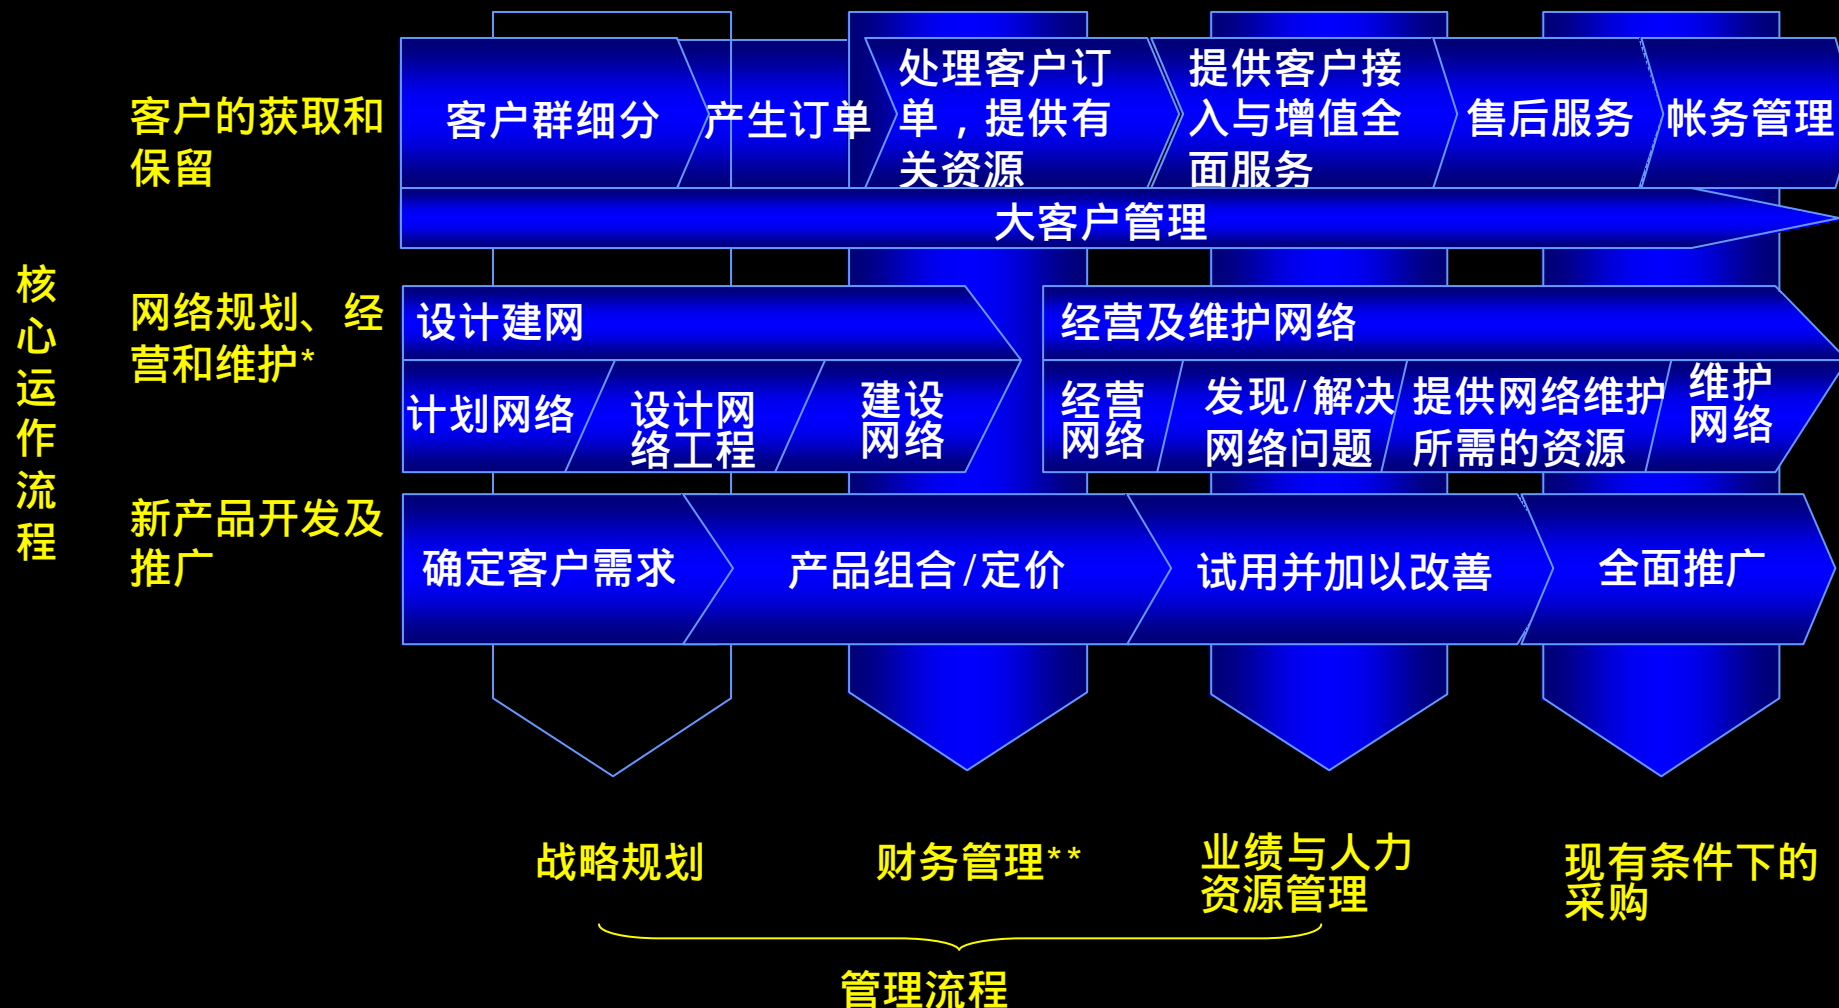 核心运作流程
客户的获取和
保留
客户群细分
产生订单
处理客户订
单，提供有
关资源
提供客户接
入与增值全
面服务
售后服务
帐务管理
大客户管理
网络规划、经
营和维护*
设计建网
计划网络
设计网
络工程
建设
网络
经营及维护网络
经营
网络
发现/解决
网络问题
提供网络维护
所需的资源
维护
网络
新产品开发及
推广
确定客户需求
产品组合/定价
试用并加以改善
全面推广
战略规划
财务管理**
业绩与人力
资源管理
现有条件下的
采购
管理流程